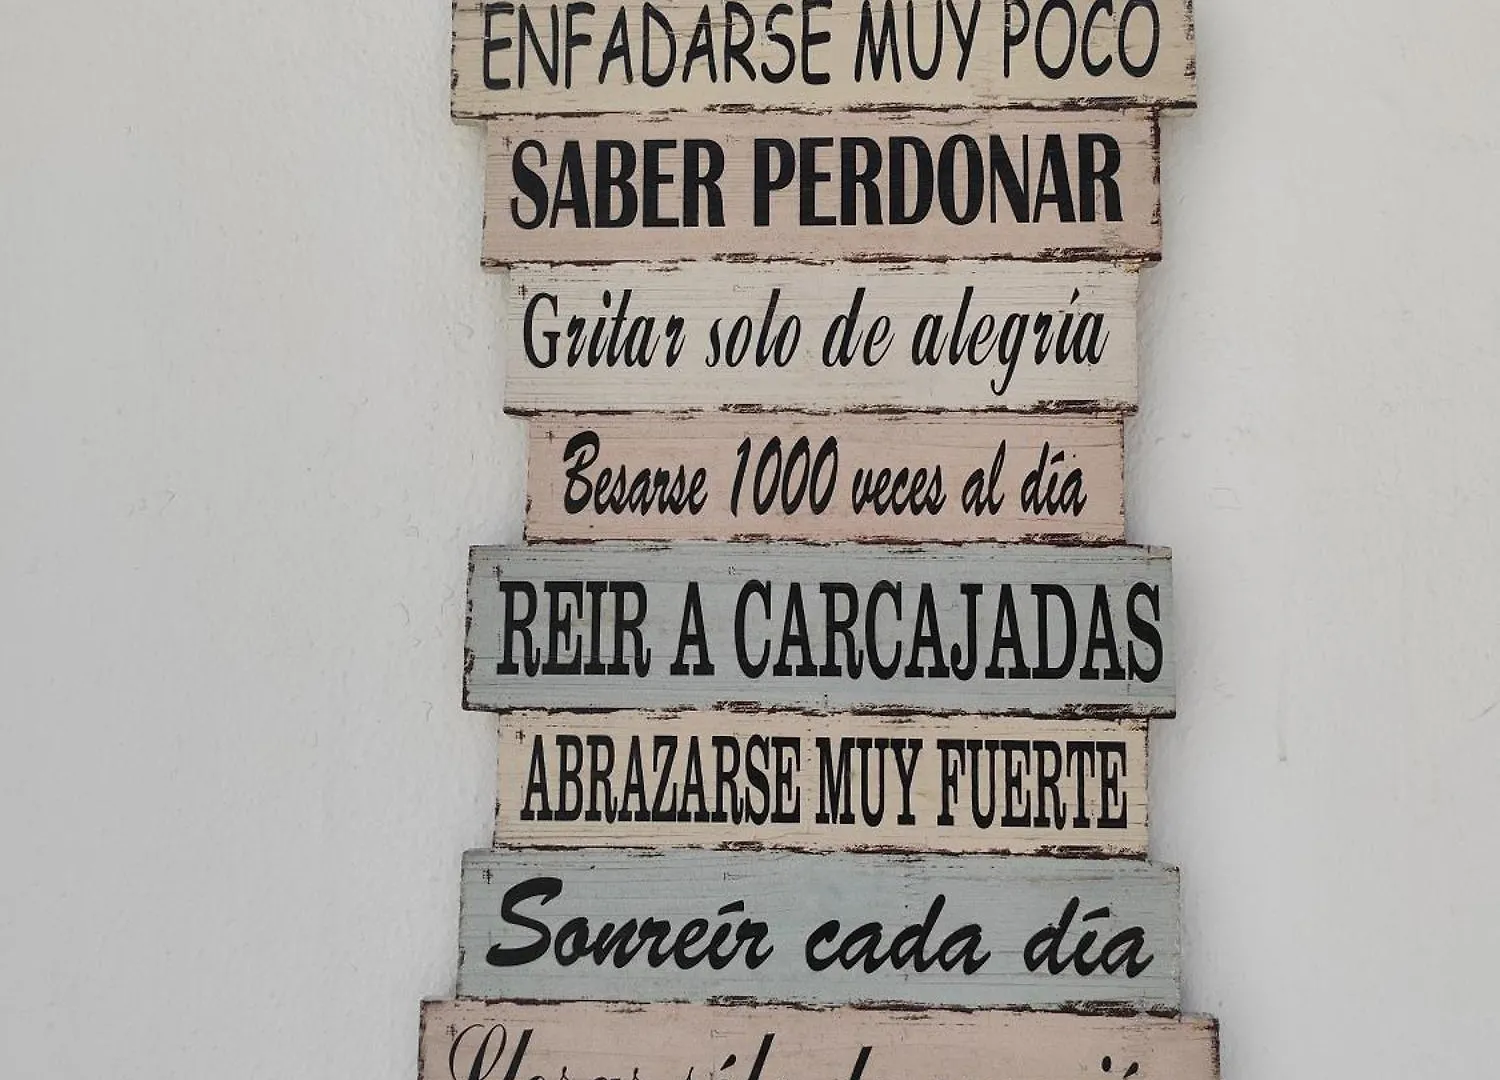 ENFADARSE MUY POCO
SABER PERDONAR
Gritar solo de alegría
Besarse 1000 veces al día
REIR A CARCAJADAS
ABRAZARSE MUY FUERTE
Sonreír cada día